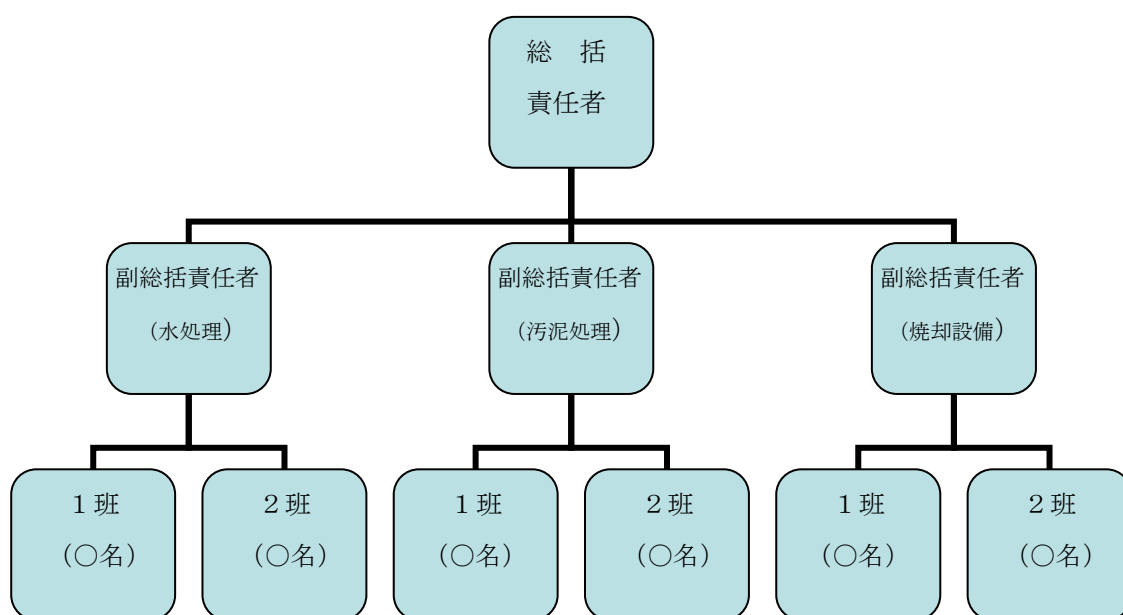 総　括
責任者
副総括責任者
（水処理）
副総括責任者
（汚泥処理）
副総括責任者
（焼却設備）
１班
（○名）
２班
（○名）
１班
（○名）
２班
（○名）
１班
（○名）
２班
（○名）